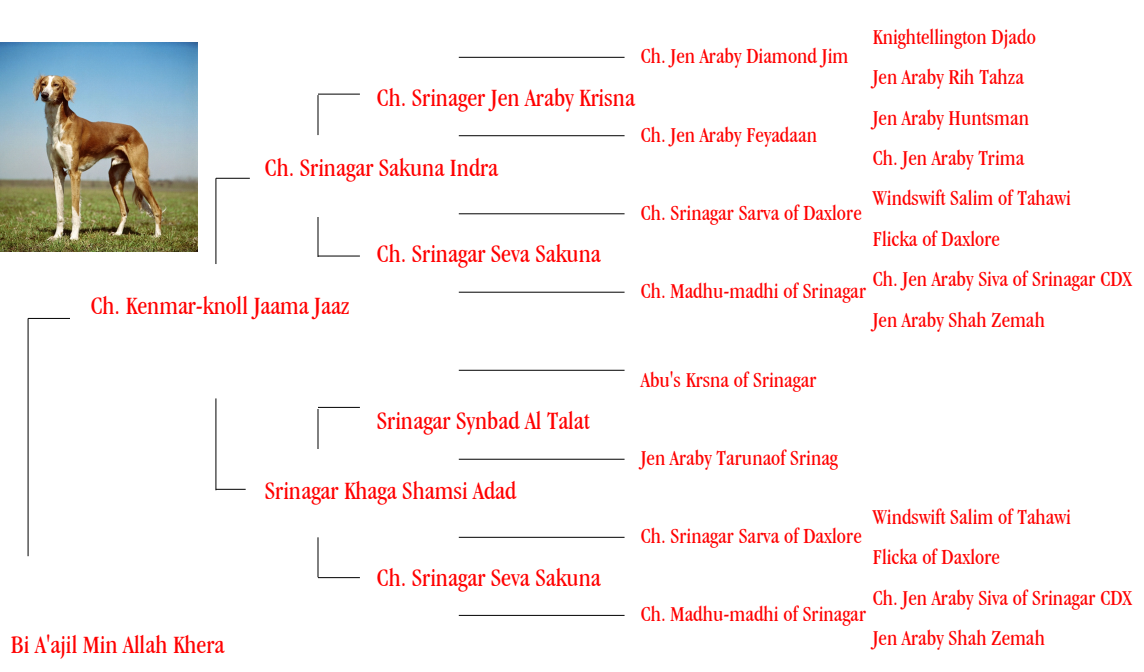 Knightellington Djado
Ch. Jen Araby Diamond Jim
Jen Araby Rih Tahza
Ch. Srinager Jen Araby Krisna
Jen Araby Huntsman
Ch. Jen Araby Feyadaan
Ch. Jen Araby Trima
Ch. Srinagar Sakuna Indra
Windswift Salim of Tahawi
Ch. Srinagar Sarva of Daxlore
Flicka of Daxlore
Ch. Srinagar Seva Sakuna
Ch. Jen Araby Siva of Srinagar CDX
Ch. Madhu-madhi of Srinagar
Jen Araby Shah Zemah
Ch. Kenmar-knoll Jaama Jaaz
Abu's Krsna of Srinagar
Srinagar Synbad Al Talat
Jen Araby Tarunaof Srinag
Srinagar Khaga Shamsi Adad
Windswift Salim of Tahawi
Ch. Srinagar Sarva of Daxlore
Flicka of Daxlore
Ch. Srinagar Seva Sakuna
Ch. Jen Araby Siva of Srinagar CDX
Ch. Madhu-madhi of Srinagar
Jen Araby Shah Zemah
Bi A'ajil Min Allah Khera